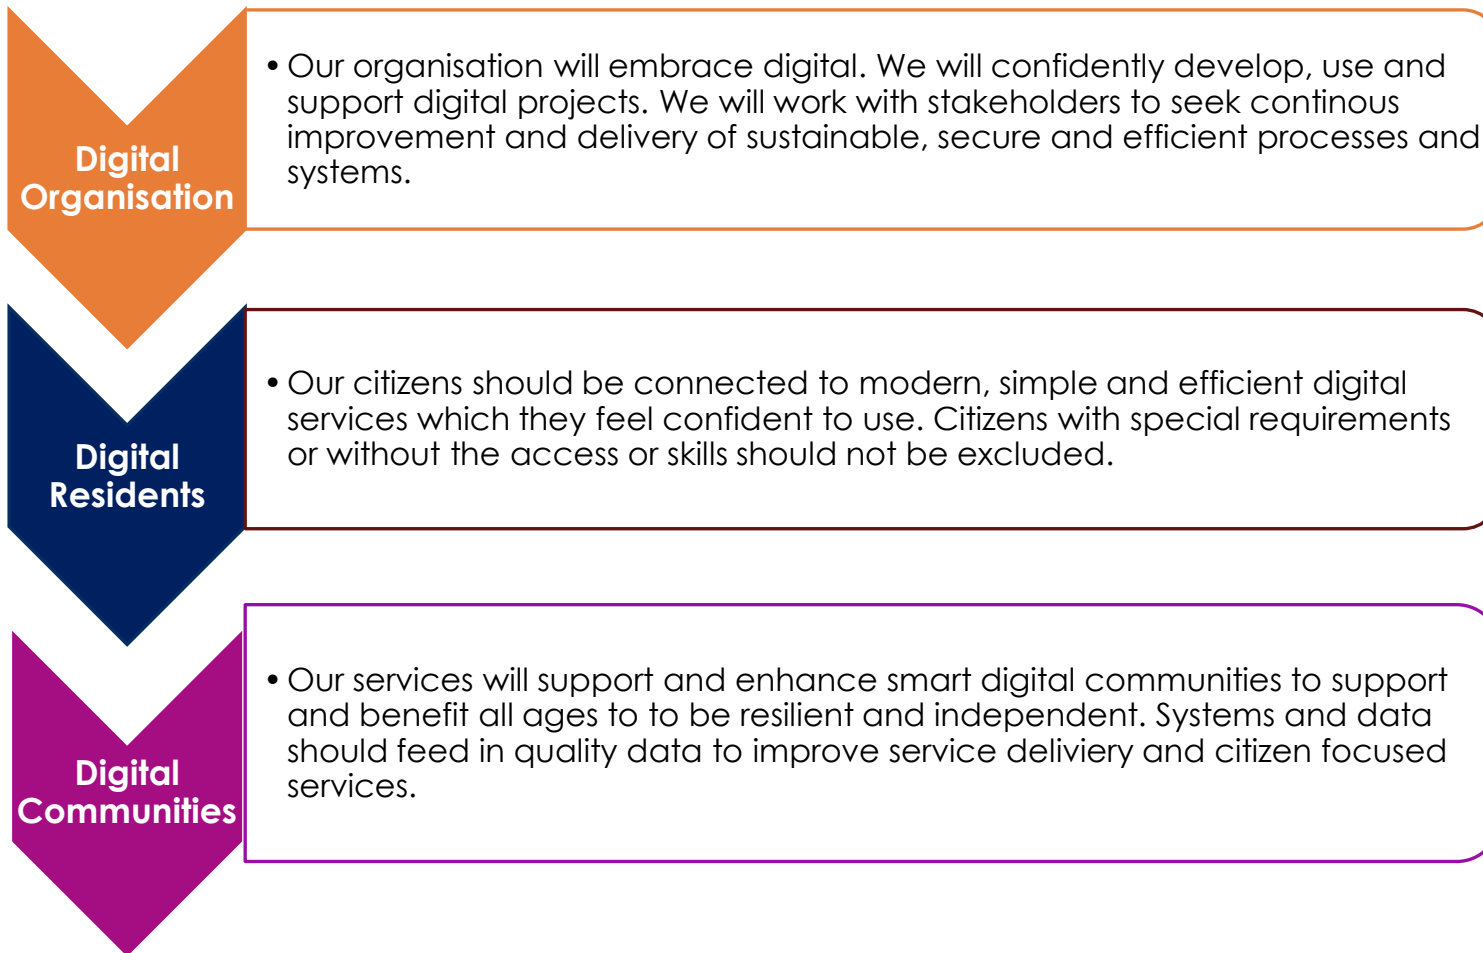 Digital
Organisation
• Our organisation will embrace digital. We will confidently develop, use and
support digital projects. We will work with stakeholders to seek continous
improvement and delivery of sustainable, secure and efficient processes and
systems.
Digital
Residents
• Our citizens should be connected to modern, simple and efficient digital
services which they feel confident to use. Citizens with special requirements
or without the access or skills should not be excluded.
Digital
Communities
• Our services will support and enhance smart digital communities to support
and benefit all ages to to be resilient and independent. Systems and data
should feed in quality data to improve service deliviery and citizen focused
services.